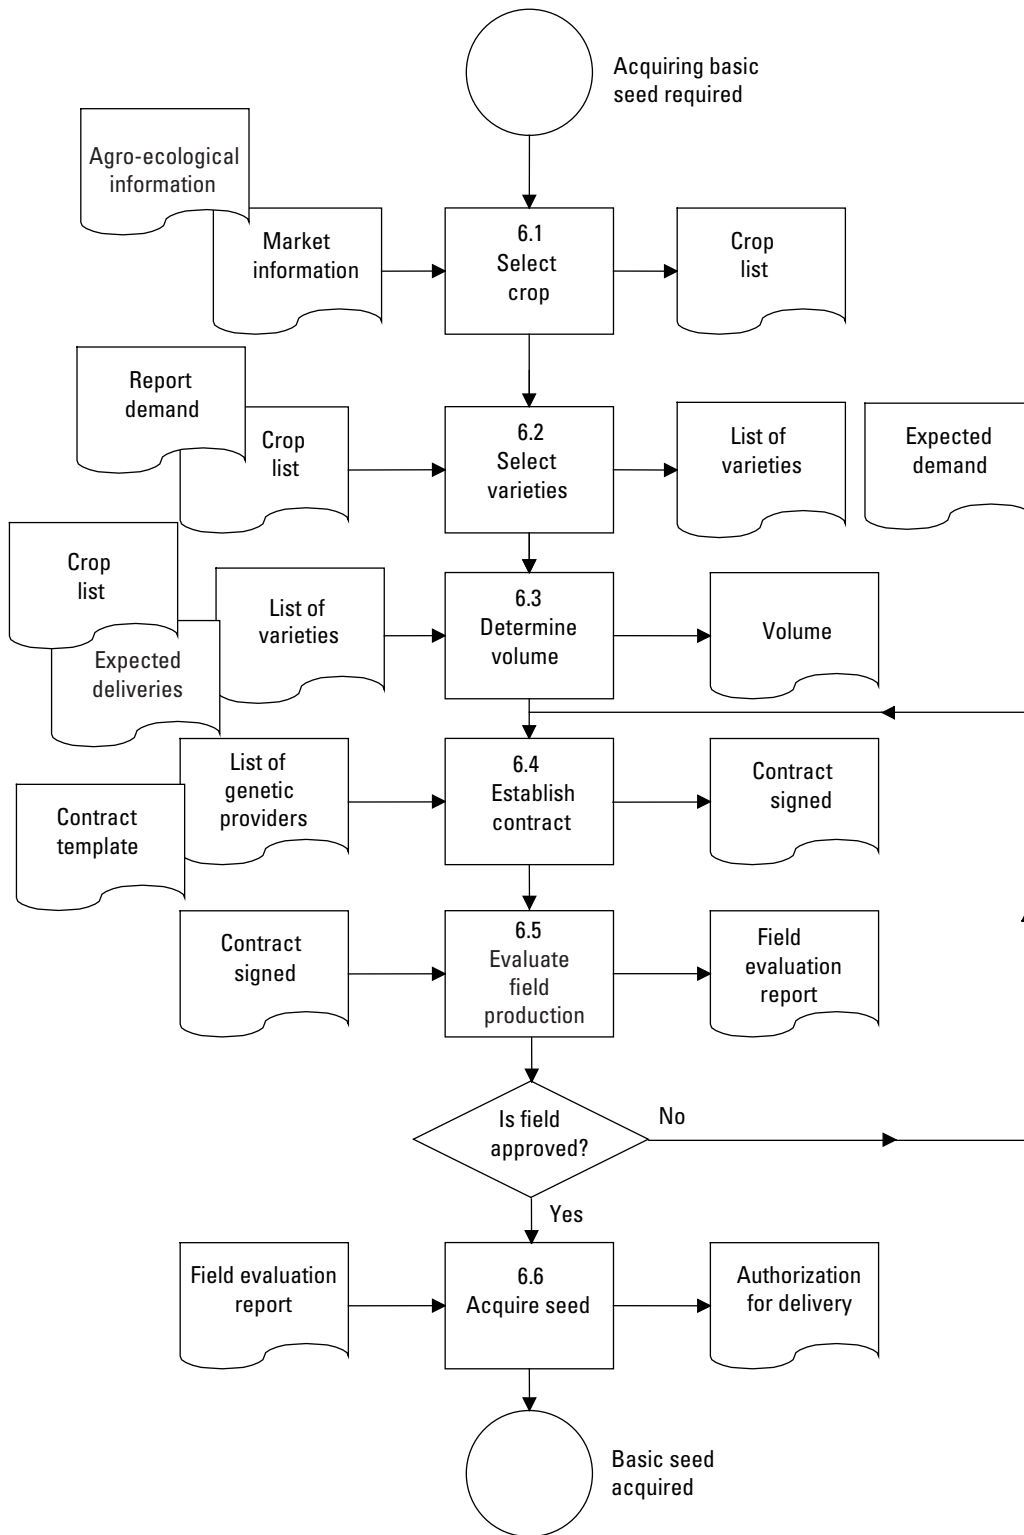 Acquiring basic
seed required
Agro-ecological
information
Market
information
6.1
Select
crop
Crop
list
Report
demand
Crop
list
6.2
Select
varieties
List of
varieties
Expected
demand
Crop
list
Expected
deliveries
List of
varieties
6.3
Determine
volume
Volume
Contract
template
List of
genetic
providers
6.4
Establish
contract
Contract
signed
Contract
signed
6.5
Evaluate
field
production
Field
evaluation
report
Is field
approved?
No
Yes
Field evaluation
report
6.6
Acquire seed
Authorization
for delivery
Basic seed
acquired